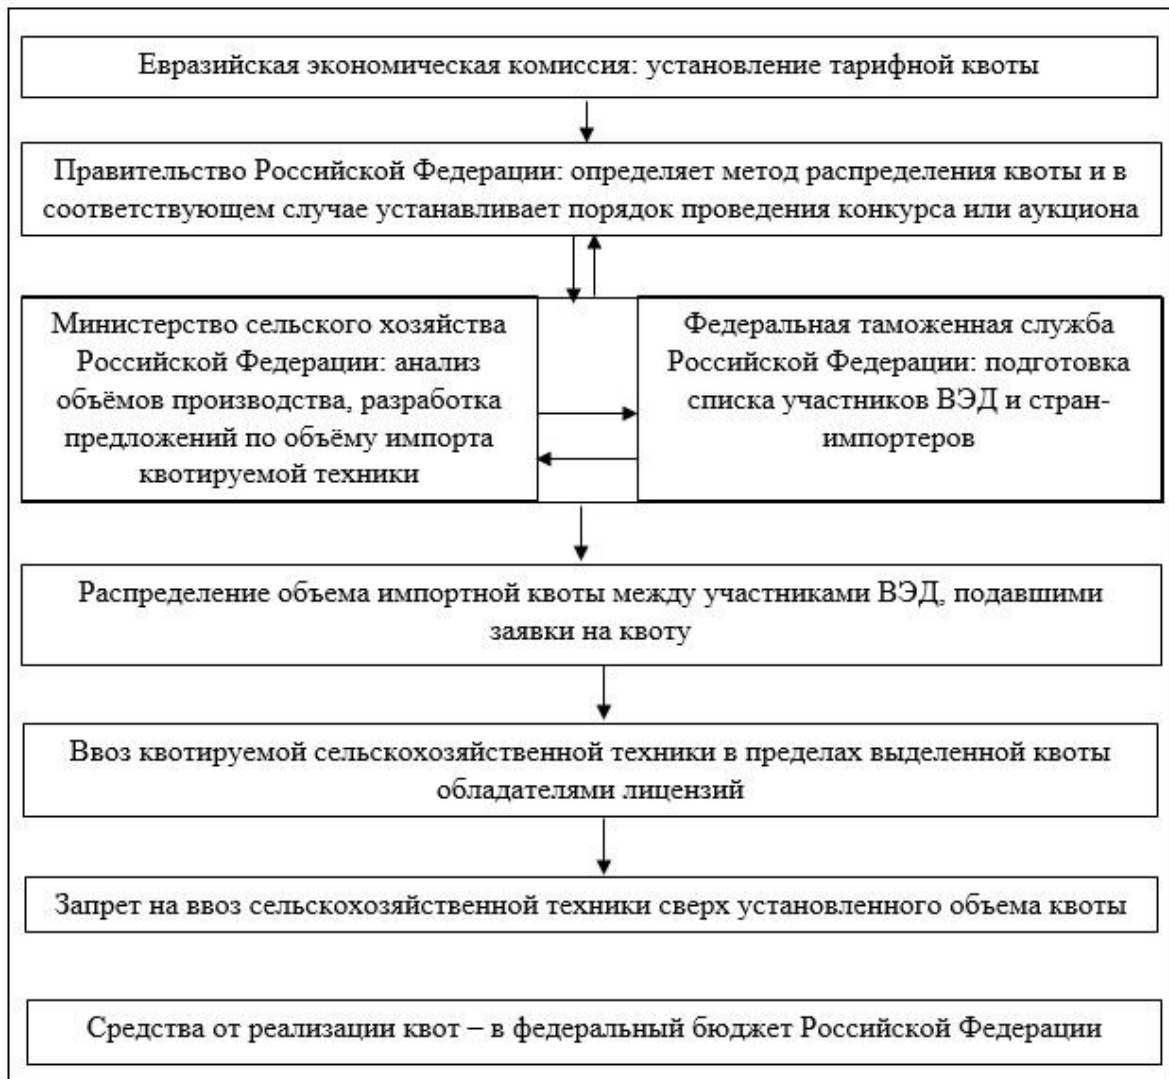 Евразийская экономическая комиссия: установление тарифной квоты
Правительство Российской Федерации: определяет метод распределения квоты и в
соответствующем случае устанавливает порядок проведения конкурса или аукциона
Министерство сельского хозяйства
Российской Федерации: анализ
объёмов производства, разработка
предложений по объёму импорта
квотируемой техники
Федеральная таможенная служба
Российской Федерации: подготовка
списка участников ВЭД и стран-
импортеров
Распределение объема импортной квоты между участниками ВЭД, подавшими
заявки на квоту
Ввоз квотируемой сельскохозяйственной техники в пределах выделенной квоты
обладателями лицензий
Запрет на ввоз сельскохозяйственной техники сверх установленного объема квоты
Средства от реализации квот – в федеральный бюджет Российской Федерации